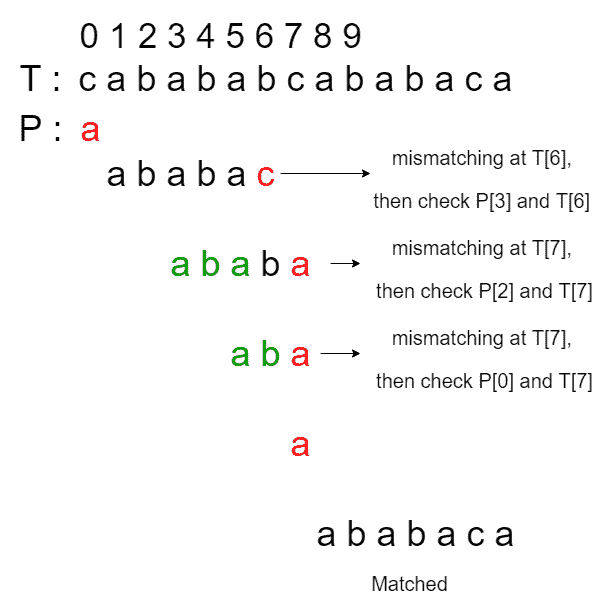 0 1 2 3 4 5 6 7 8 9
T : c a b a b a b c a b a b a c a
P : a
a b a b a c
mismatching at T[6],
then check P[3] and T[6]
a b a b a
mismatching at T[7],
then check P[2] and T[7]
a b a
mismatching at T[7],
then check P[0] and T[7]
a
a b a b a c a
Matched